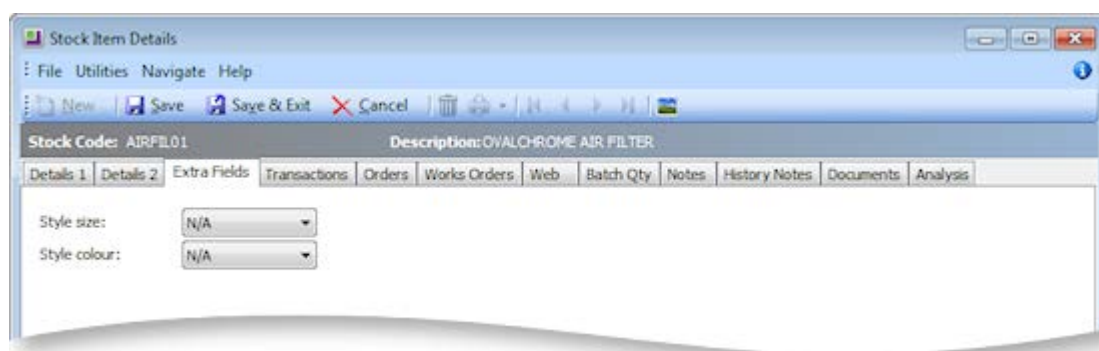 Stock Item Details
File Utilities Navigate Help
New Save Save & Exit Cancel
Stock Code: AIRFIL01 Description: OVALCHROME AIR FILTER
Details 1 Details 2 Extra Fields Transactions Orders Works Orders Web Batch Qty Notes History Notes Documents Analysis
Style size: N/A
Style colour: N/A